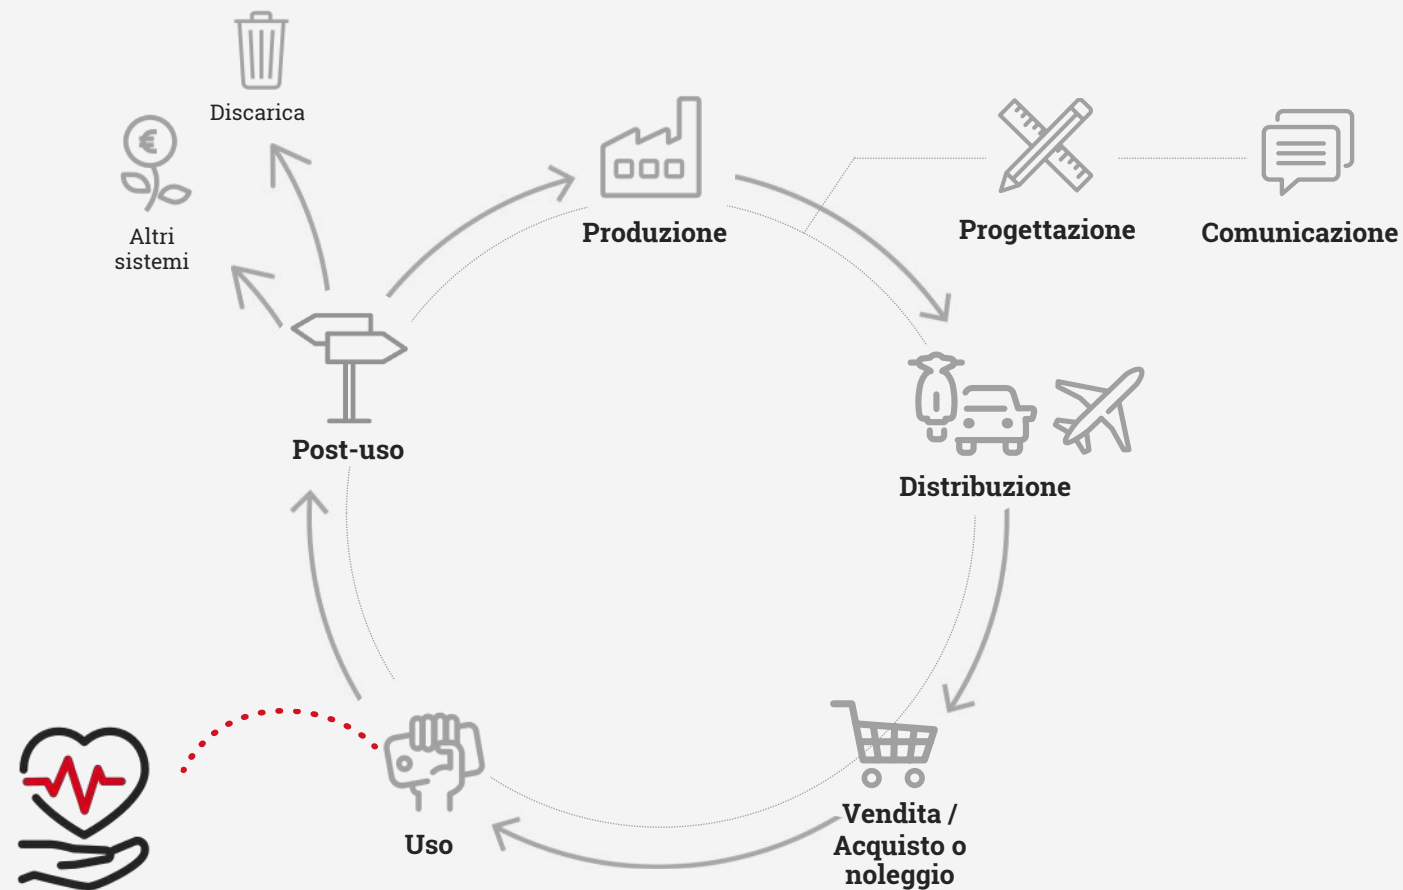 Discarica
Altri
sistemi
Produzione
Progettazione
Comunicazione
Post-uso
Distribuzione
Uso
Vendita /
Acquisto o
noleggio
€